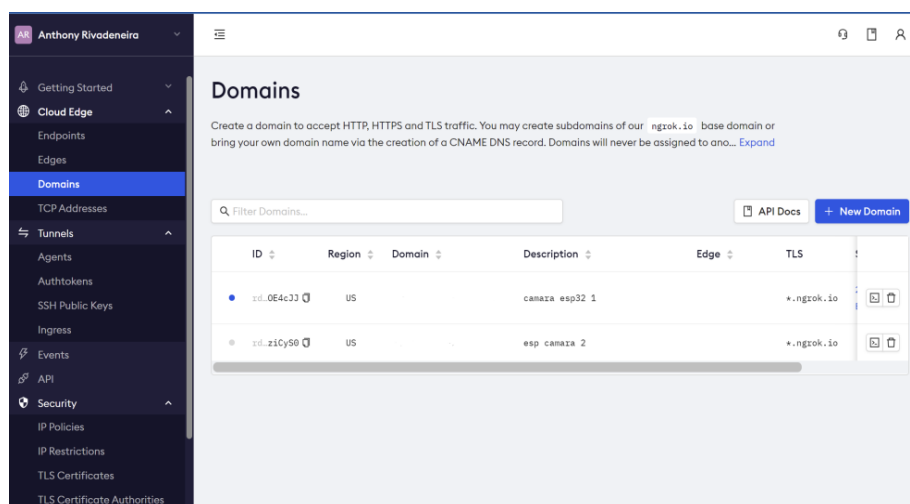 AR Anthony Rivadeneira
Getting Started
Cloud Edge
Endpoints
Edges
Domains
TCP Addresses
Tunnels
Agents
Authtokens
SSH Public Keys
Ingress
Events
API
Security
IP Policies
IP Restrictions
TLS Certificates
TLS Certificate Authorities
Domains
Create a domain to accept HTTP, HTTPS and TLS traffic. You may create subdomains of our ngrok.io base domain or
bring your own domain name via the creation of a CNAME DNS record. Domains will never be assigned to ano... Expand
Filter Domains...
API Docs
+ New Domain
ID Region Domain Description Edge TLS
rd_0E4cJJ US camara esp32 1 *.ngrok.io
rd_ziCyS0 US esp camara 2 *.ngrok.io